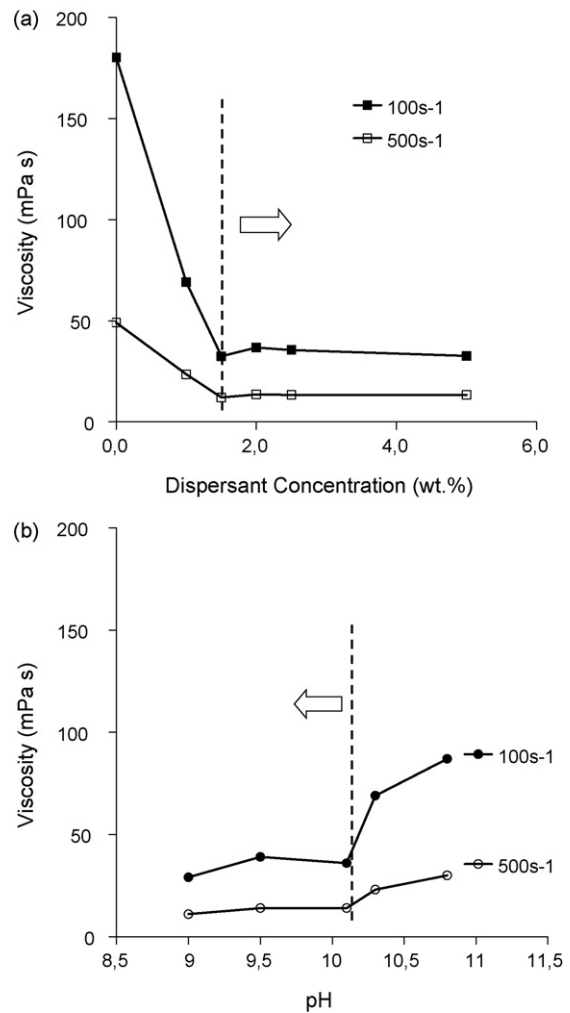 (a)
200
150
100
50
0
Viscosity (mPa s)
100s-1
500s-1
0,0 2,0 4,0 6,0
Dispersant Concentration (wt.%)
(b)
200
150
100
50
0
Viscosity (mPa s)
100s-1
500s-1
8,5 9 9,5 10 10,5 11 11,5
pH